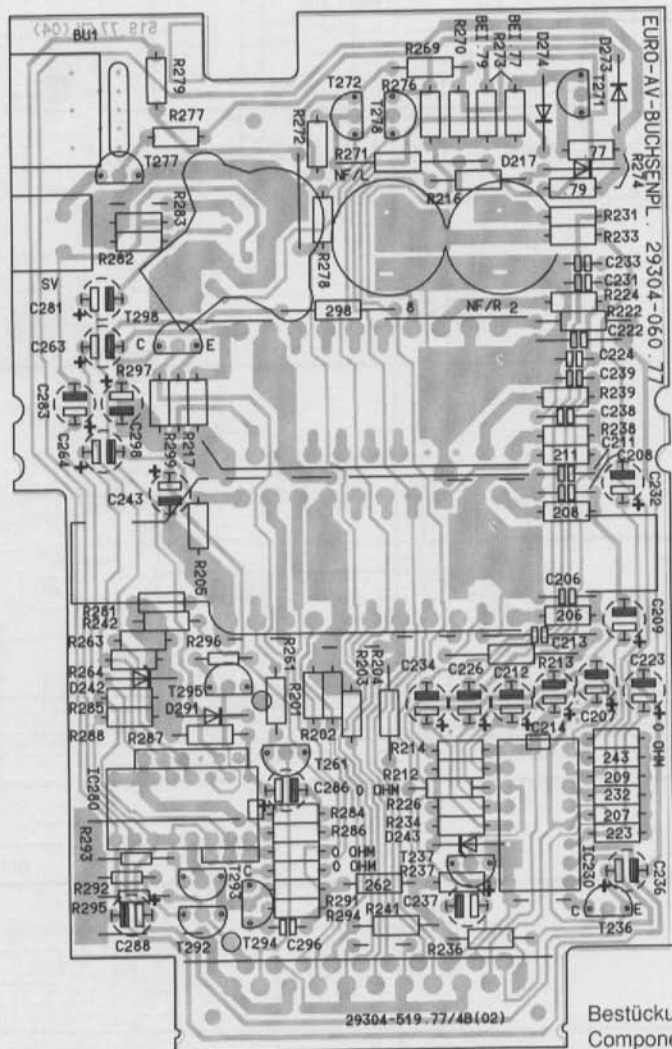 519.77/ (04)
BU1
EURO-AV-BUCHSENPL. 29304-060.77
R279
R277
T277
R269
T272
R276
T278
R270
BEI.79
R273
BEI.77
D274
D273
T271
R272
R271
NF/L
D217
.77
.79
R274
R216
R283
R282
R278
R231
R233
C233
C231
R224
R222
C222
SV
C281
T298
298
8
NF/R 2
C263
C
E
C224
C239
R297
R239
C283
C238
R238
C211
C264
C298
R299
R217
211
C208
C243
C232
208
R205
C206
R281
R242
206
C209
R263
C213
R264
R296
R261
R203
R204
C234
C226
C212
R213
C223
D242
T295
R201
C207
R285
D291
R202
R288
R287
R214
C214
0 OHM
T261
243
IC280
C286
0 OHM
R212
209
R284
R226
232
R286
R234
207
0 OHM
D243
223
0 OHM
R293
T293
C
T237
IC230
C236
R292
262
R237
R295
R291
R294
R241
C237
C
E
C288
T292
T294
C296
R236
T236
29304-519.77/4B(02)
Bestücku
Compon